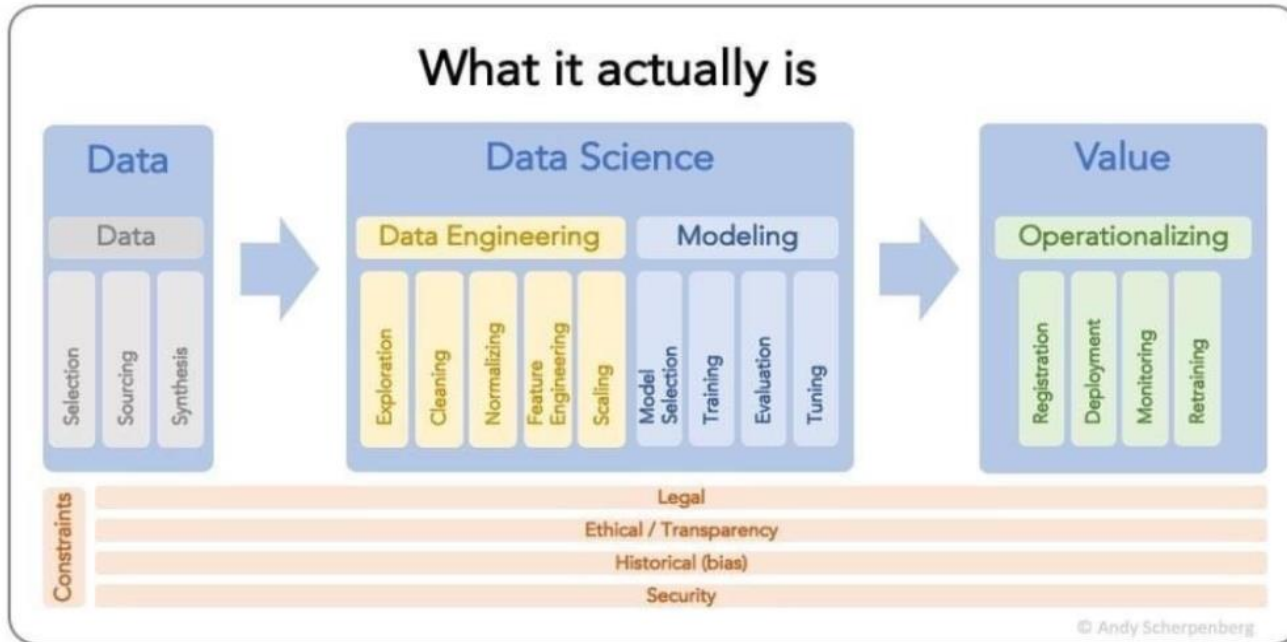 What it actually is
Data
Data Science
Value
Data
Data Engineering
Modeling
Operationalizing
Selection
Sourcing
Synthesis
Exploration
Cleaning
Normalizing
Feature
Engineering
Scaling
Model
Selection
Training
Evaluation
Tuning
Registration
Deployment
Monitoring
Retraining
Constraints
Legal
Ethical / Transparency
Historical (bias)
Security
© Andy Scherpenberg